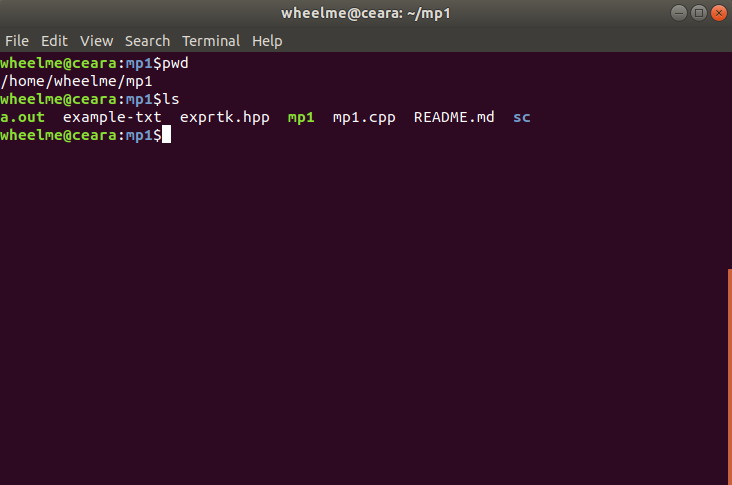 wheelme@ceara: ~/mp1
File Edit View Search Terminal Help
wheelme@ceara:mp1$pwd
/home/wheelme/mp1
wheelme@ceara:mp1$ls
a.out example-txt exprtk.hpp mp1 mp1.cpp README.md sc
wheelme@ceara:mp1$